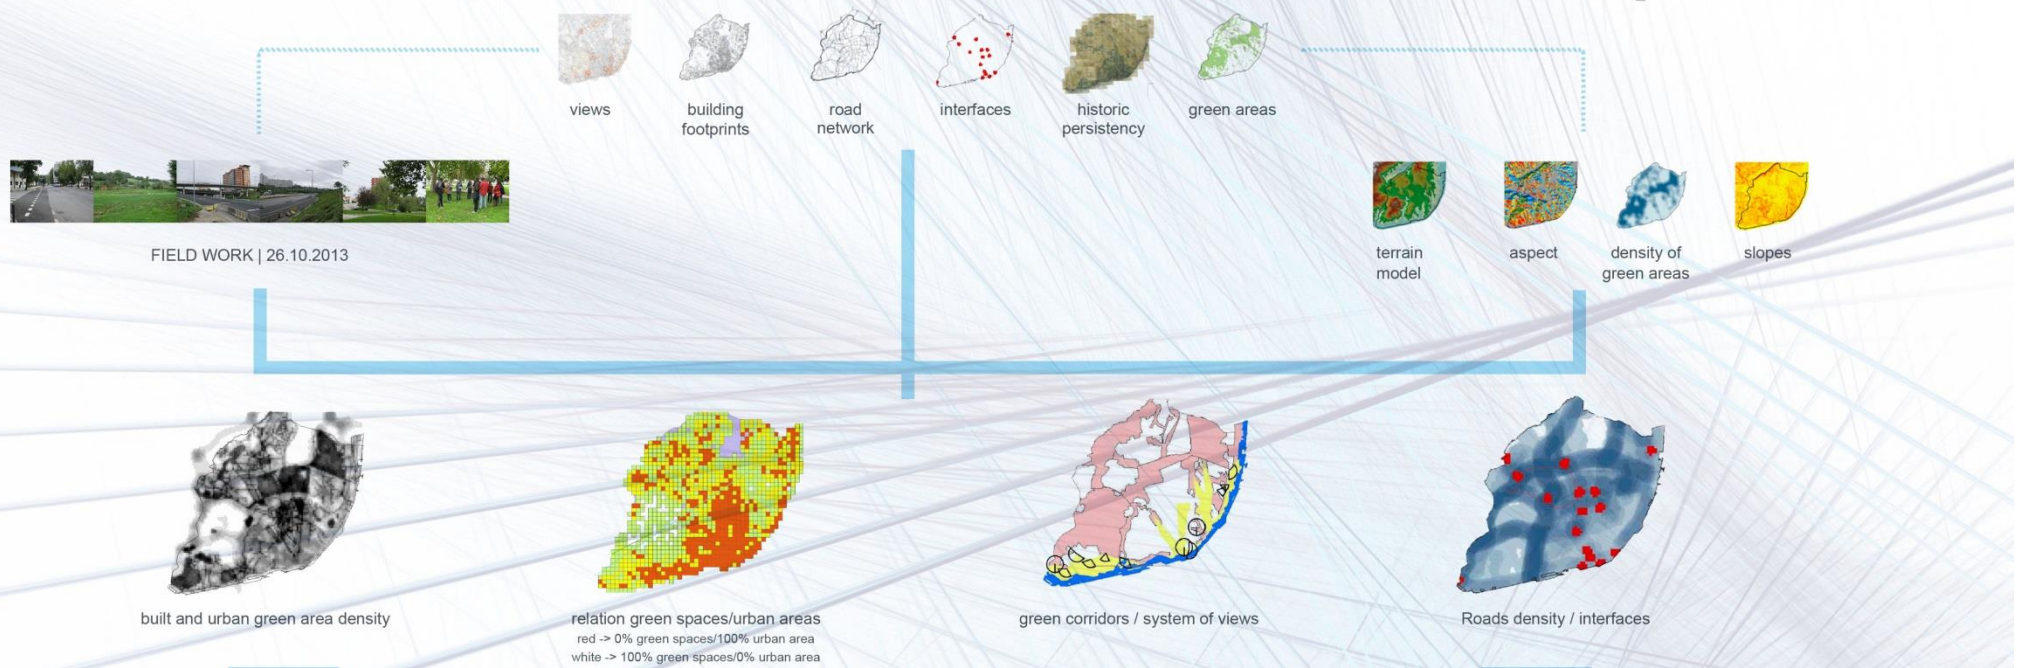 views
building
footprints
road
network
interfaces
historic
persistency
green areas
FIELD WORK | 26.10.2013
terrain
model
aspect
density of
green areas
slopes
built and urban green area density
relation green spaces/urban areas
red -> 0% green spaces/100% urban area
white -> 100% green spaces/0% urban area
green corridors / system of views
Roads density / interfaces